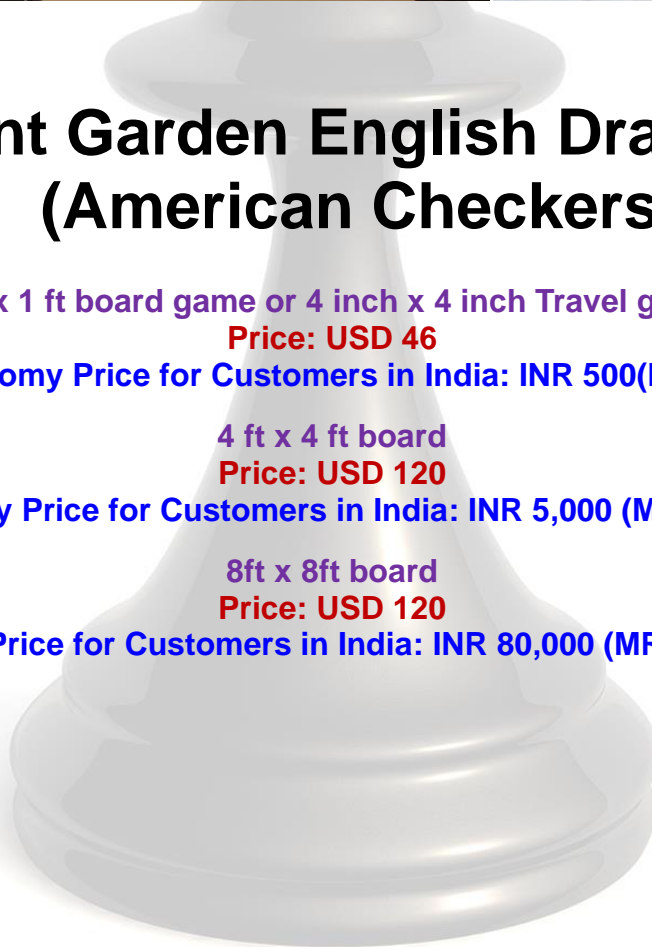 nt Garden English Dra
(American Checkers
x 1 ft board game or 4 inch x 4 inch Travel g
Price: USD 46
omy Price for Customers in India: INR 500(
4 ft x 4 ft board
Price: USD 120
y Price for Customers in India: INR 5,000 (M
8ft x 8ft board
Price: USD 120
Price for Customers in India: INR 80,000 (MR